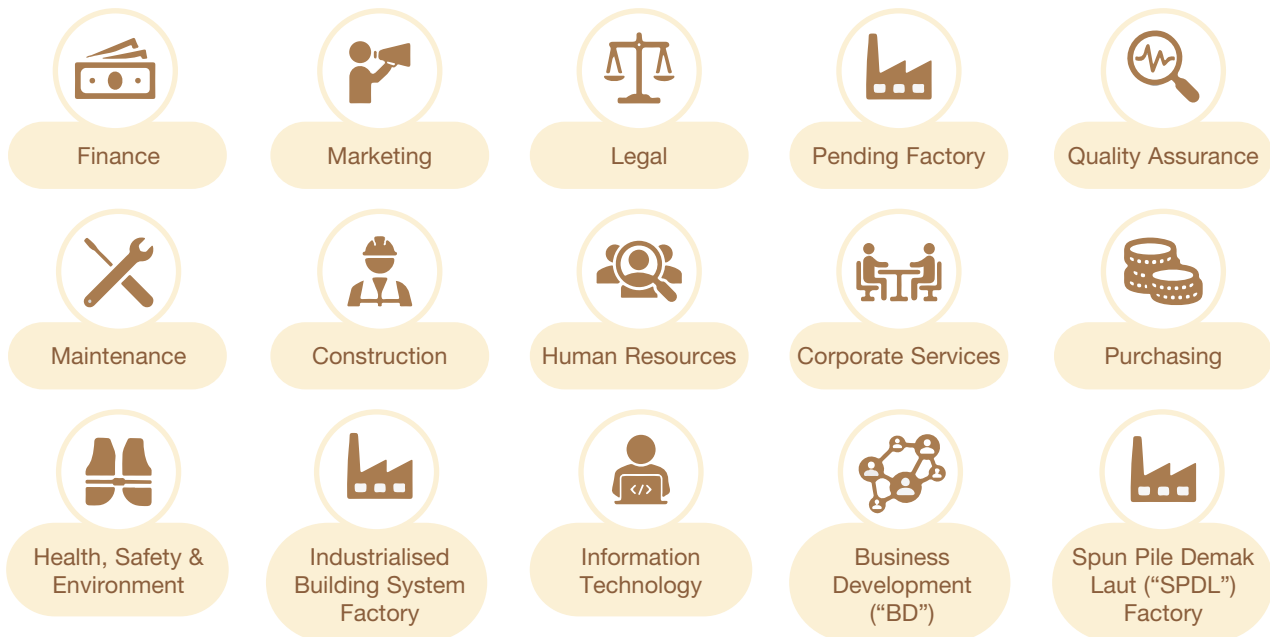 Finance
Marketing
Legal
Pending Factory
Quality Assurance
Maintenance
Construction
Human Resources
Corporate Services
Purchasing
Health, Safety &
Environment
Industrialised
Building System
Factory
</>
Information
Technology
Business
Development
(“BD”)
Spun Pile Demak
Laut (“SPDL”)
Factory